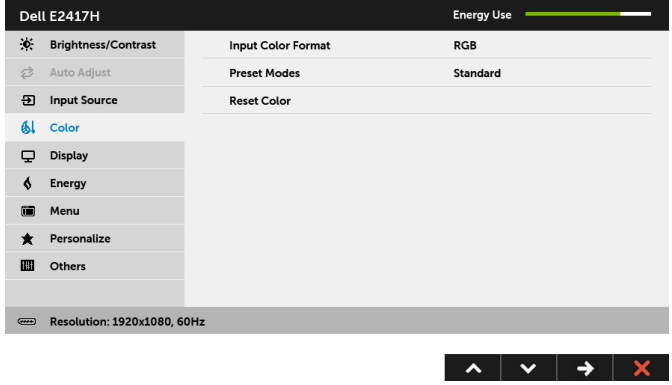 Dell E2417H Energy Use
Brightness/Contrast Input Color Format RGB
Auto Adjust Preset Modes Standard
Input Source Reset Color
Color
Display
Energy
Menu
Personalize
Others
Resolution: 1920x1080, 60Hz